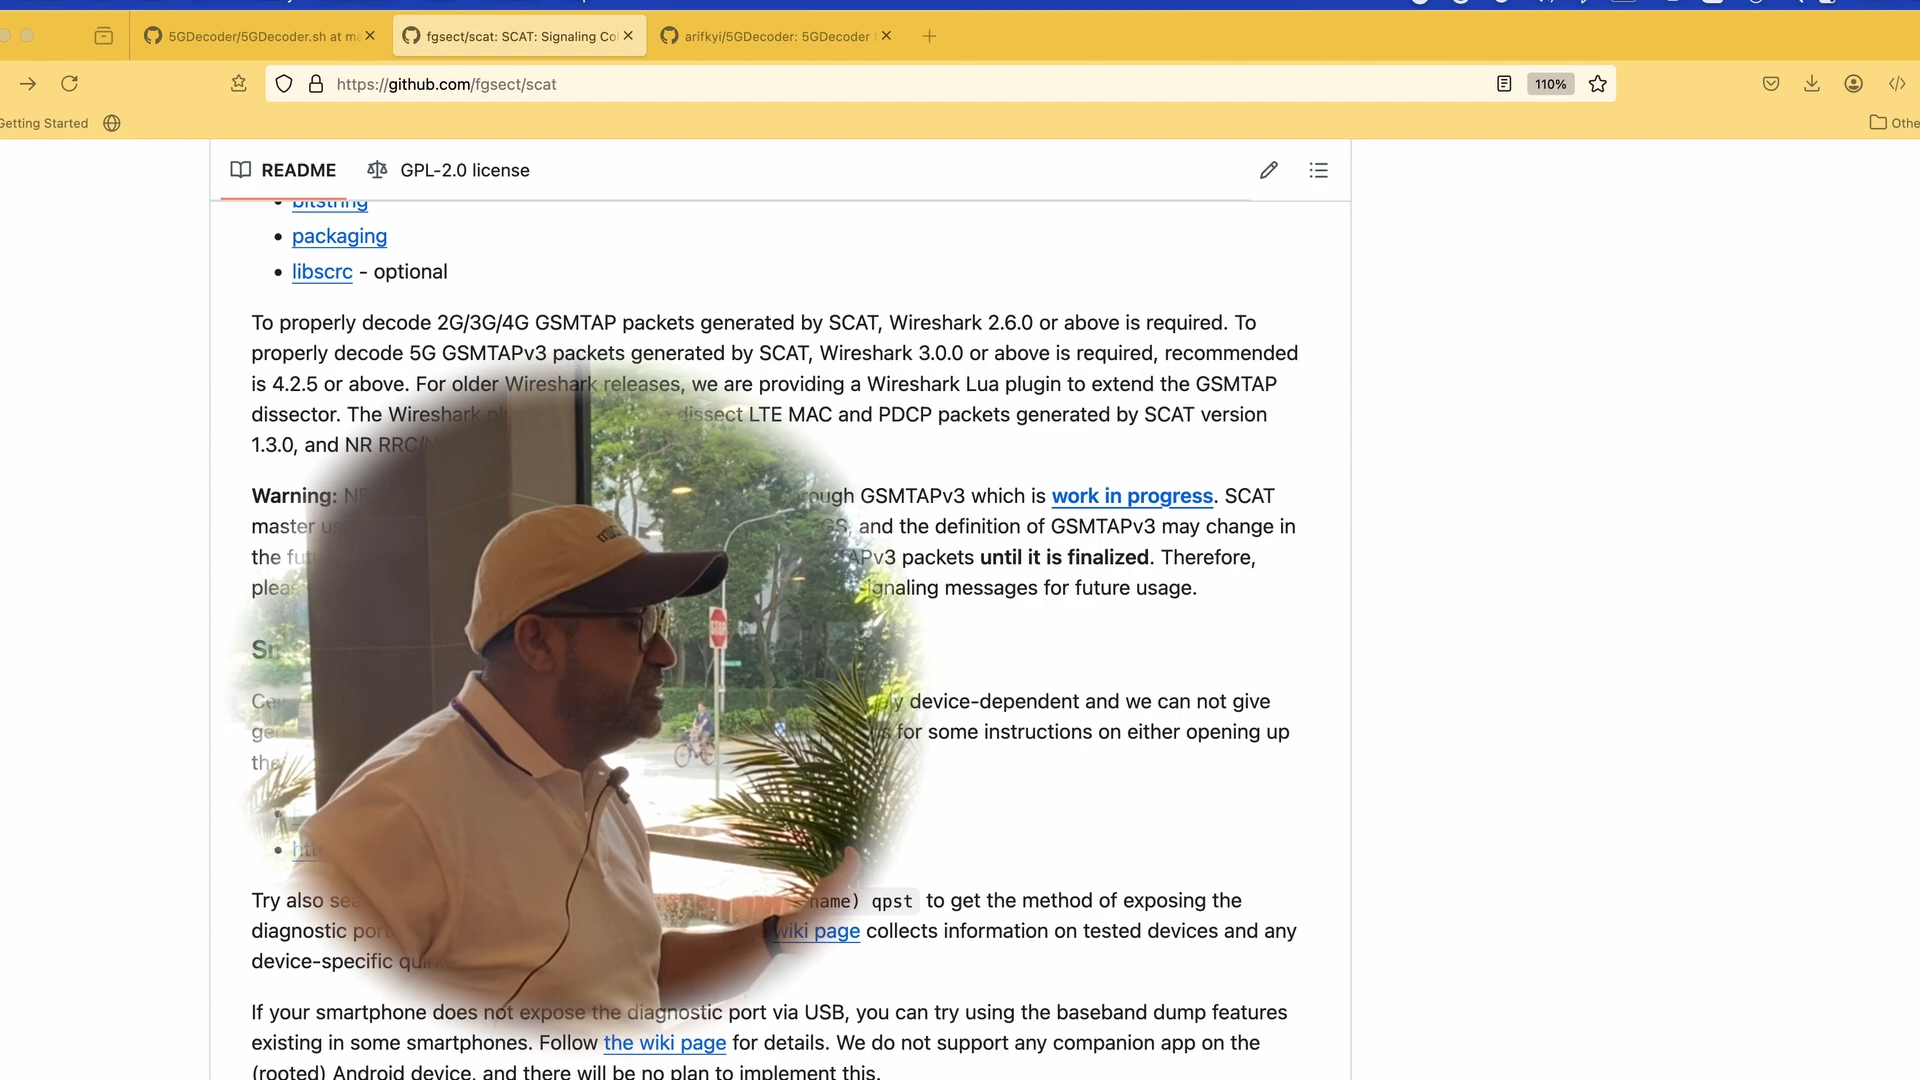 5GDecoder/5GDecoder.sh at ma
fgsect/scat: SCAT: Signaling Co
arifkyi/5GDecoder: 5GDecoder
https://github.com/fgsect/scat
110%
Getting Started
Othe
README
GPL-2.0 license
bitstring
packaging
libscrc - optional
To properly decode 2G/3G/4G GSMTAP packets generated by SCAT, Wireshark 2.6.0 or above is required. To
properly decode 5G GSMTAPv3 packets generated by SCAT, Wireshark 3.0.0 or above is required, recommended
is 4.2.5 or above. For older Wireshark releases, we are providing a Wireshark Lua plugin to extend the GSMTAP
dissector. The Wireshark dissect LTE MAC and PDCP packets generated by SCAT version
1.3.0, and NR RRC/
Warning: through GSMTAPv3 which is work in progress. SCAT
master and the definition of GSMTAPv3 may change in
the packets until it is finalized. Therefore,
signaling messages for future usage.
device-dependent and we can not give
for some instructions on either opening up
the
STOP
Try also name) qpst to get the method of exposing the
diagnostic port wiki page collects information on tested devices and any
device-specific
If your smartphone does not expose the diagnostic port via USB, you can try using the baseband dump features
existing in some smartphones. Follow the wiki page for details. We do not support any companion app on the
(rooted) Android device, and there will be no plan to implement this.